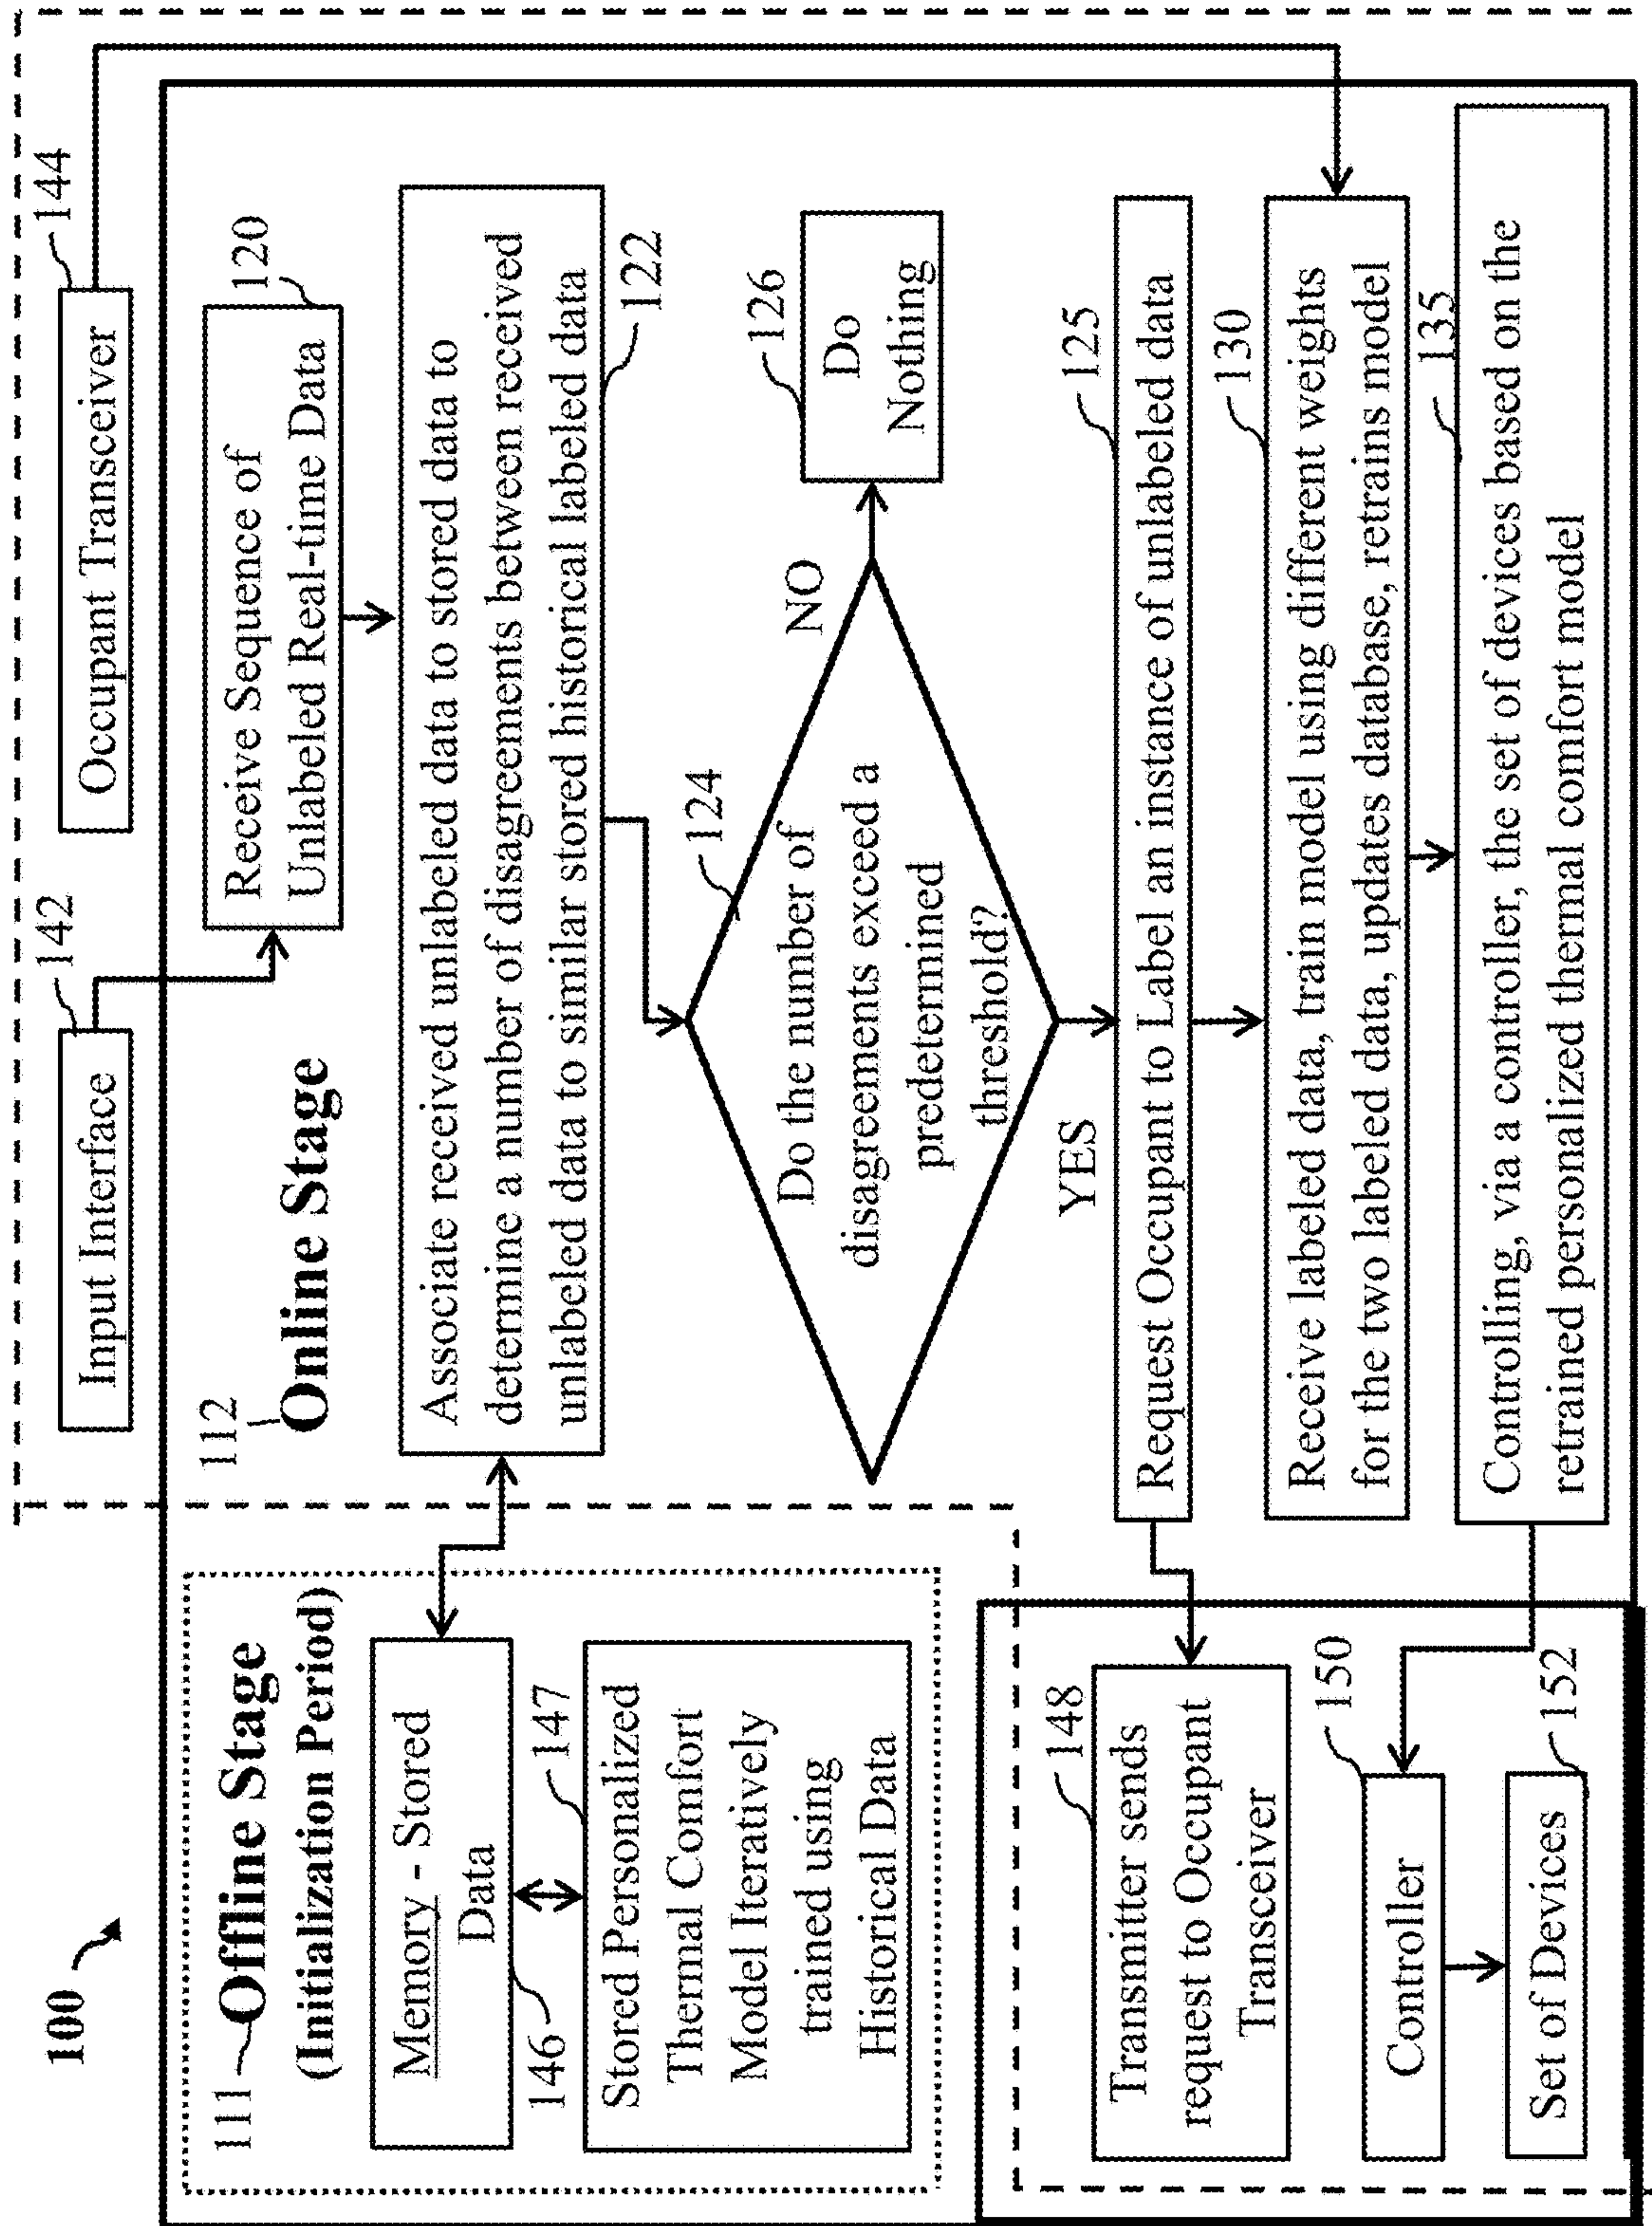 100
111
Offline Stage
(Initialization Period)
Memory - Stored
Data
146
147
Stored Personalized
Thermal Comfort
Model Iteratively
trained using
Historical Data
148
Transmitter sends
request to Occupant
Transceiver
150
Controller
152
Set of Devices
142
Input Interface
144
Occupant Transceiver
112
Online Stage
120
Receive Sequence of
Unlabeled Real-time Data
Associate received unlabeled data to stored data to
determine a number of disagreements between received
unlabeled data to similar stored historical labeled data
122
124
Do the number of
disagreements exceed a
predetermined
threshold?
NO
126
Do
Nothing
YES
125
Request Occupant to Label an instance of unlabeled data
130
Receive labeled data, train model using different weights
for the two labeled data, updates database, retrains model
135
Controlling, via a controller, the set of devices based on the
retrained personalized thermal comfort model